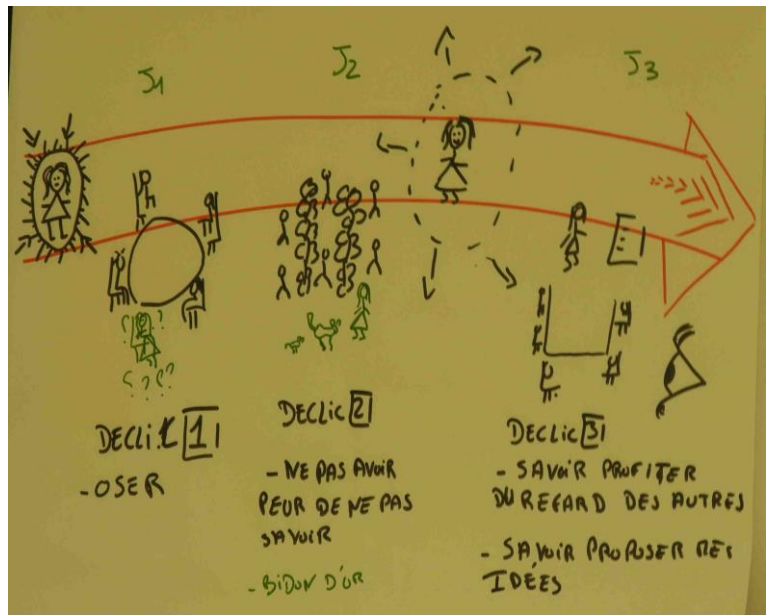 J1
J2
J3
?
?
?
?
?
?
?
?
DECLIC 1
- OSER
DECLIC 2
- NE PAS AVOIR
PEUR DE NE PAS
SAVOIR
- BIDON D'OR
DECLIC 3
- SAVOIR PROFITER
DU REGARD DES AUTRES
- SAVOIR PROPOSER MES
IDÉES